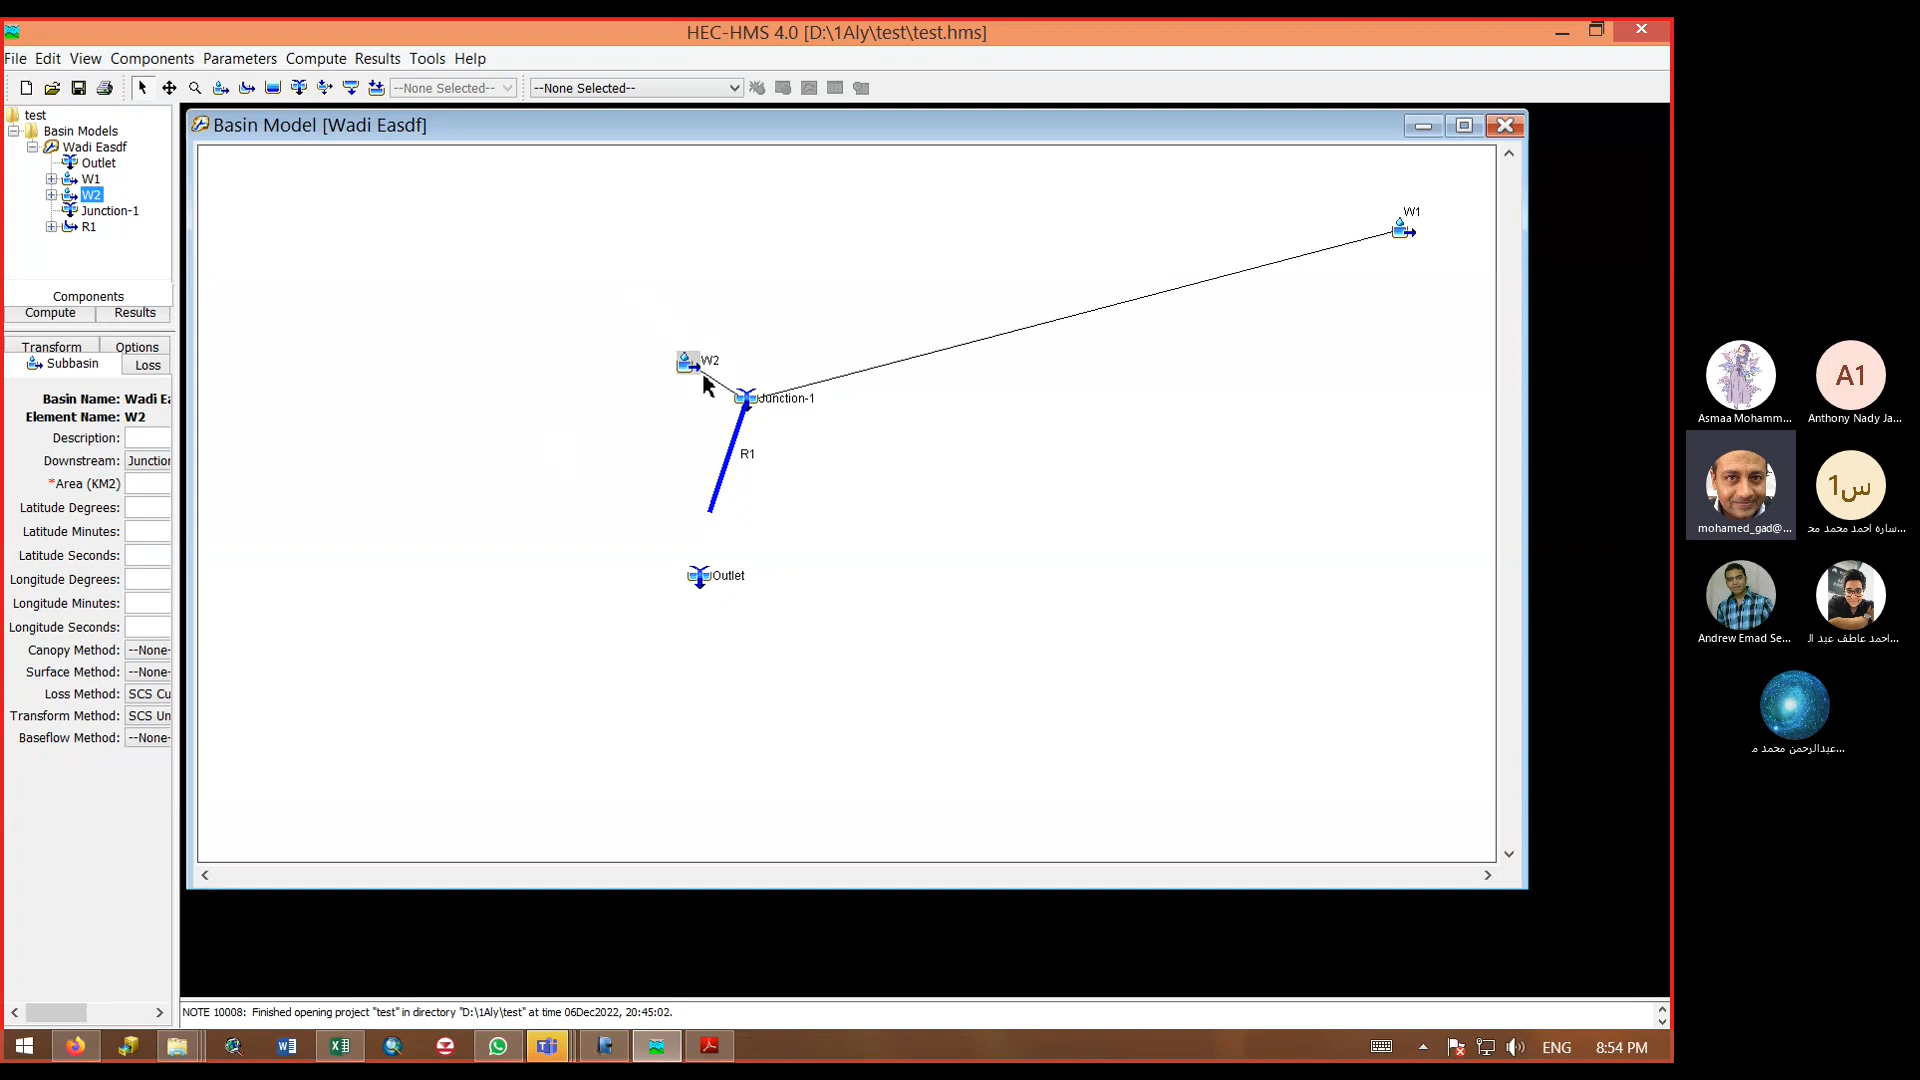 HEC-HMS 4.0 [D:\1Aly\test\test.hms]
File Edit View Components Parameters Compute Results Tools Help
--None Selected-- --None Selected--
test
Basin Models
Wadi Easdf
Outlet
W1
W2
Junction-1
R1
Components
Compute Results
Transform Options
Subbasin Loss
Basin Name: Wadi Ea
Element Name: W2
Description:
Downstream: Junction
*Area (KM2)
Latitude Degrees:
Latitude Minutes:
Latitude Seconds:
Longitude Degrees:
Longitude Minutes:
Longitude Seconds:
Canopy Method: --None-
Surface Method: --None-
Loss Method: SCS Cu
Transform Method: SCS Un
Baseflow Method: --None-
Basin Model [Wadi Easdf]
W1
W2
Junction-1
R1
Outlet
NOTE 10008: Finished opening project "test" in directory "D:\1Aly\test" at time 06Dec2022, 20:45:02.
ENG 8:54 PM
A1
Asmaa Mohamm...
Anthony Nady Ja...
س1
mohamed_gad@...
ساره احمد محمد مح...
Andrew Emad Se...
احمد عاطف عبد ال...
عبدالرحمن محمد م...